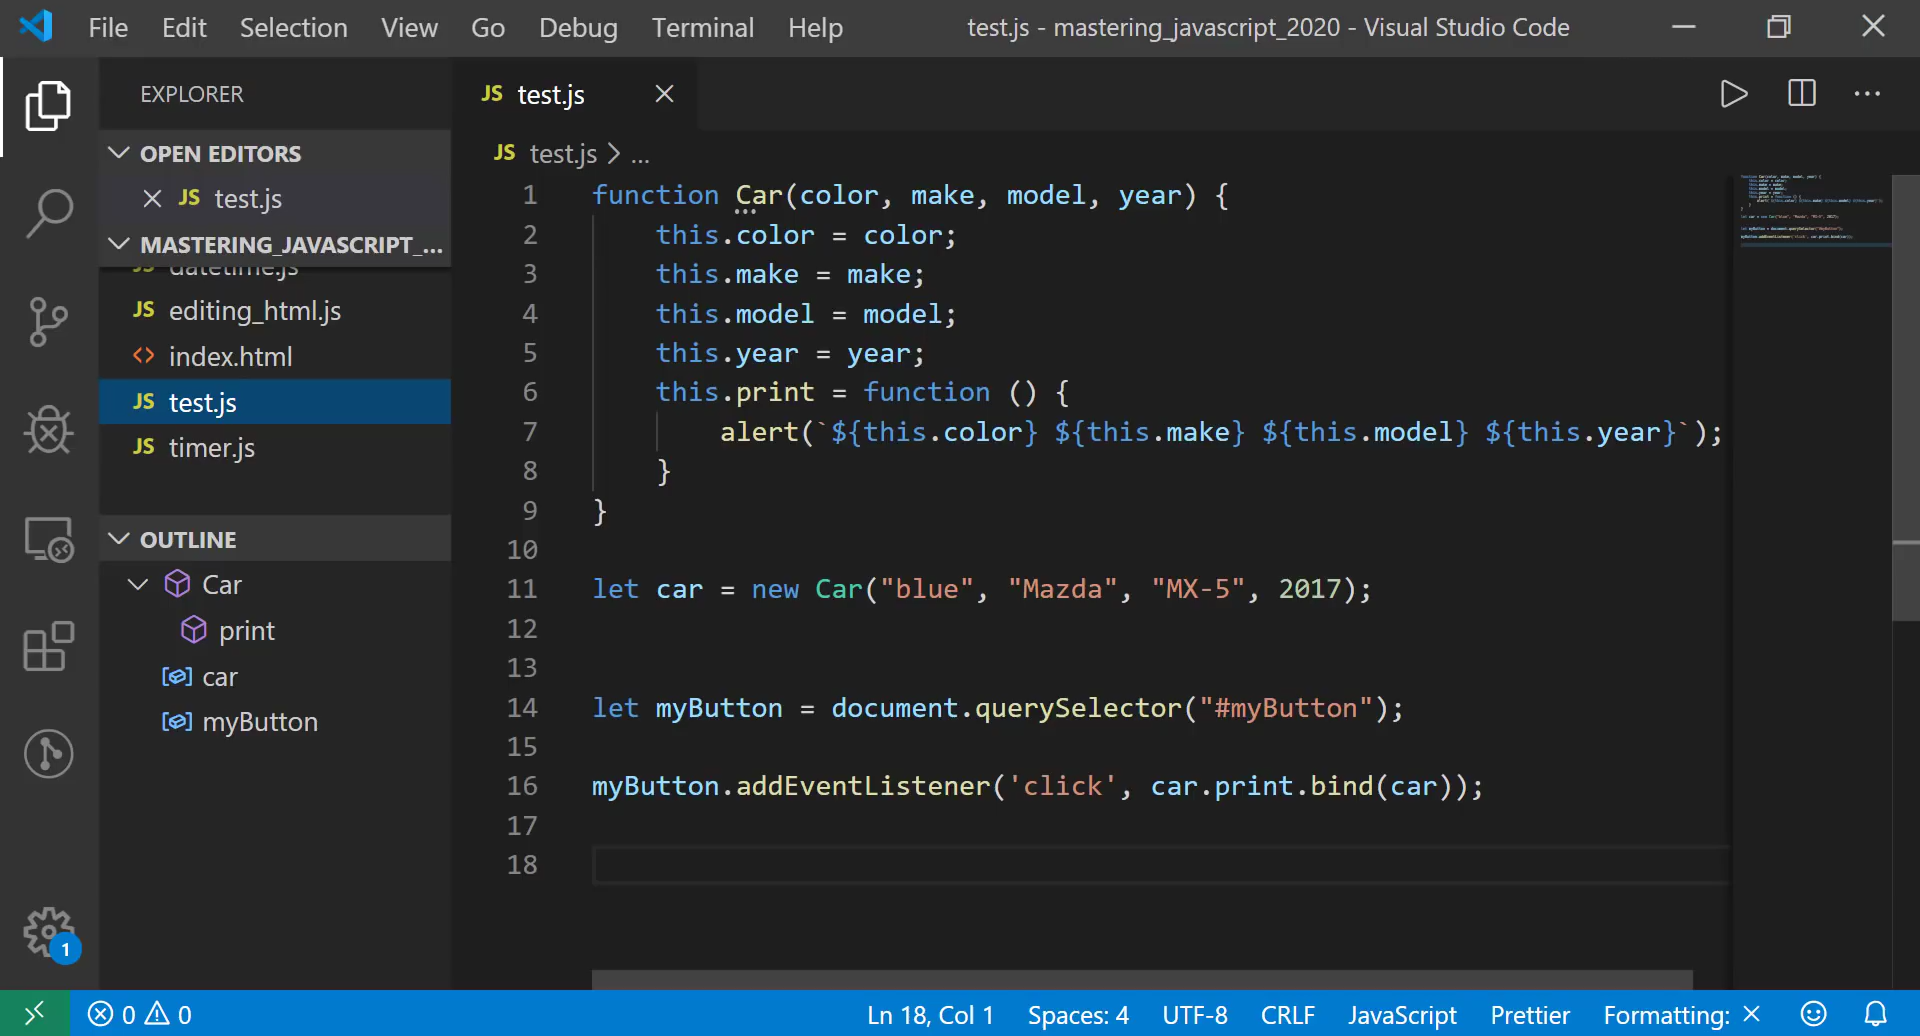 File Edit Selection View Go Debug Terminal Help test.js - mastering_javascript_2020 - Visual Studio Code
EXPLORER
OPEN EDITORS
JS test.js
MASTERING_JAVASCRIPT_...
JS datetime.js
JS editing_html.js
<> index.html
JS test.js
JS timer.js
OUTLINE
Car
print
car
myButton
1
JS test.js
JS test.js > ...
1 function Car(color, make, model, year) {
2     this.color = color;
3     this.make = make;
4     this.model = model;
5     this.year = year;
6     this.print = function () {
7         alert(`${this.color} ${this.make} ${this.model} ${this.year}`);
8     }
9 }
10
11 let car = new Car("blue", "Mazda", "MX-5", 2017);
12
13
14 let myButton = document.querySelector("#myButton");
15
16 myButton.addEventListener('click', car.print.bind(car));
17
18
0 0 Ln 18, Col 1 Spaces: 4 UTF-8 CRLF JavaScript Prettier Formatting: ×